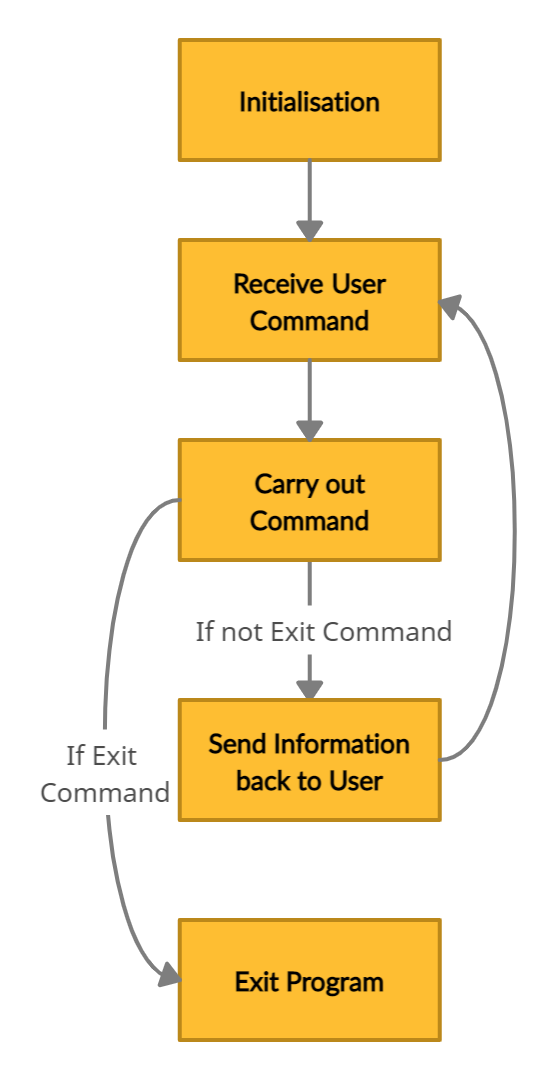 Initialisation
Receive User
Command
Carry out
Command
If not Exit Command
Send Information
back to User
If Exit
Command
Exit Program